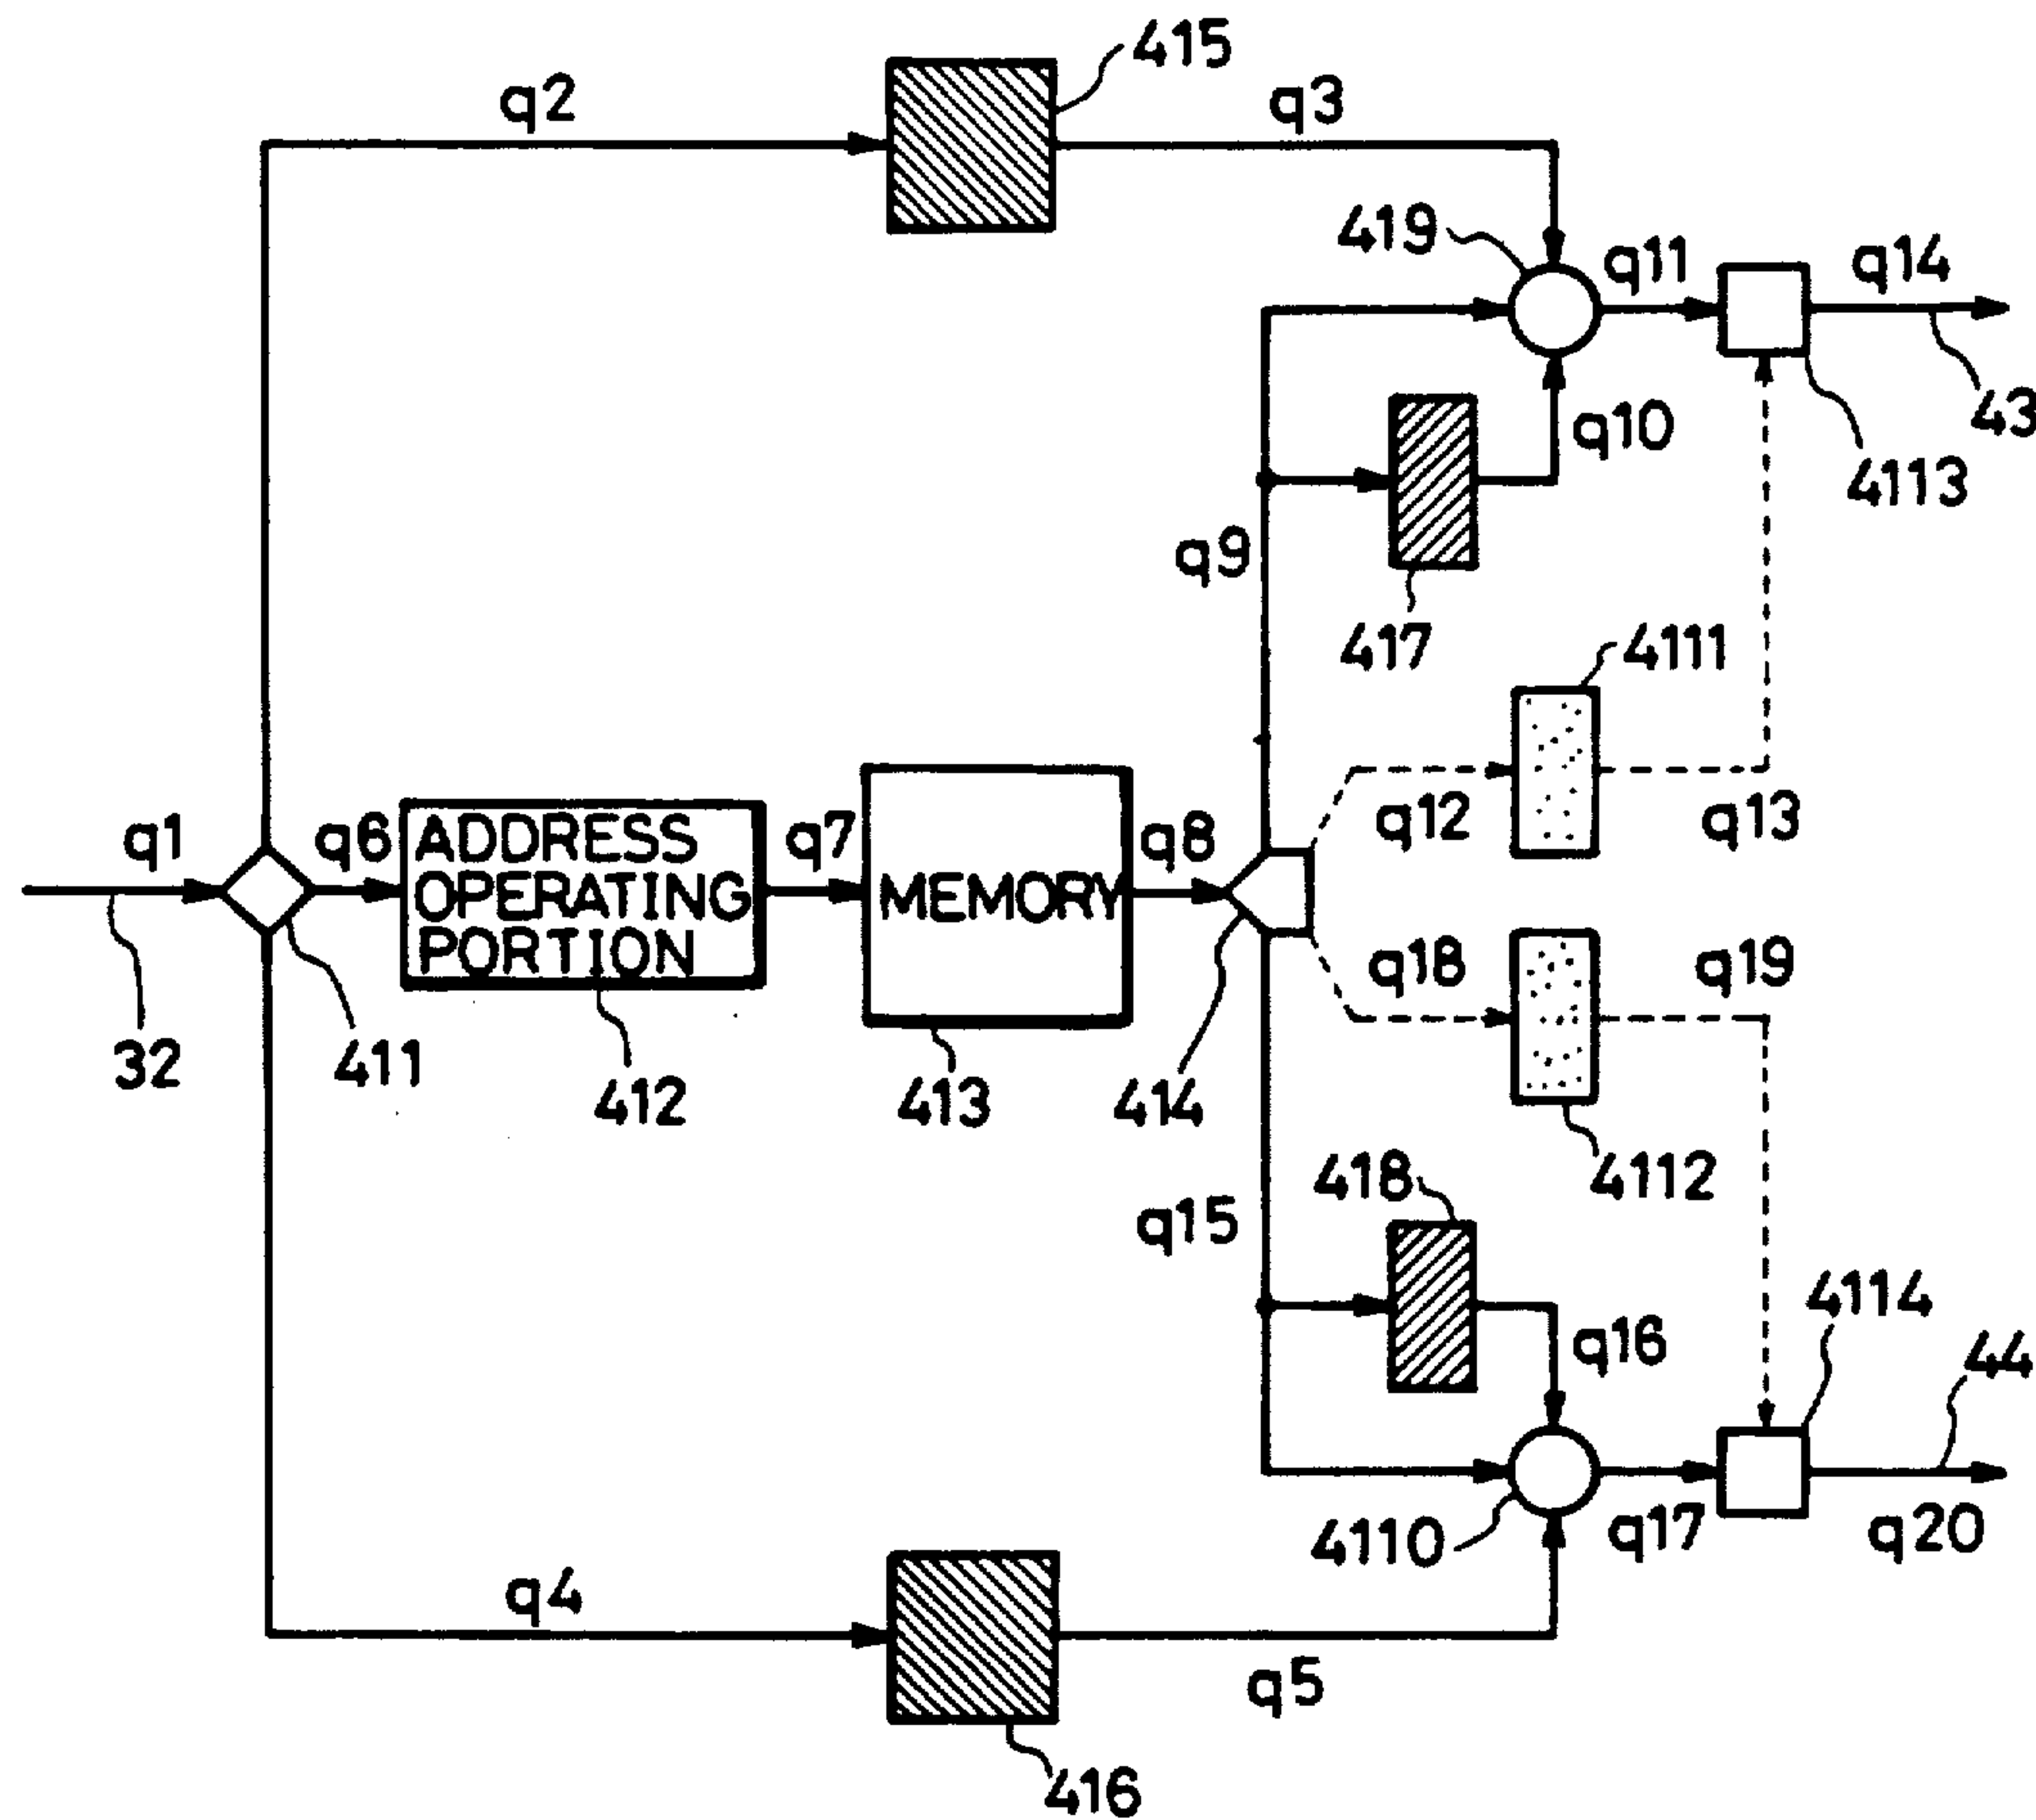 415
q2
q3
419
q11
q14
43
q10
4113
q9
417
4111
q1
q6
ADDRESS
OPERATING
PORTION
q7
MEMORY
q8
q12
q13
32
411
412
413
414
q18
q19
4112
418
q15
4114
q16
44
4110
q17
q20
q4
q5
416